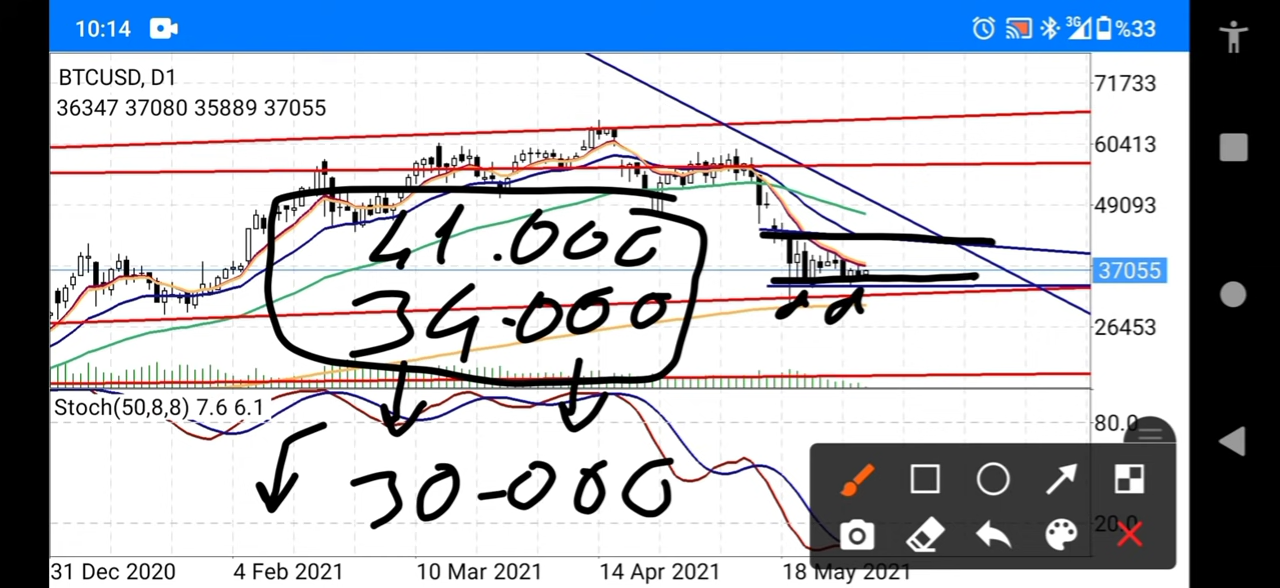 10:14
3G %33
BTCUSD, D1
36347 37080 35889 37055
71733
60413
49093
37055
26453
41.000
34.000
Stoch(50,8,8) 7.6 6.1
80.0
30-000
20.0
31 Dec 2020 4 Feb 2021 10 Mar 2021 14 Apr 2021 18 May 2021